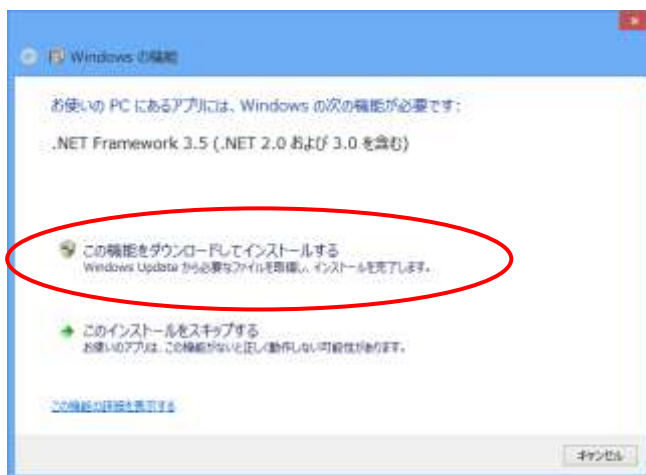 Windows の機能
お使いの PC にあるアプリには、Windows の次の機能が必要です:
.NET Framework 3.5 (.NET 2.0 および 3.0 を含む)
この機能をダウンロードしてインストールする
Windows Update から必要なファイルを取得し、インストールを完了します。
このインストールをスキップする
お使いのアプリは、この機能がないと正しく動作しない可能性があります。
この機能の詳細を表示する
キャンセル